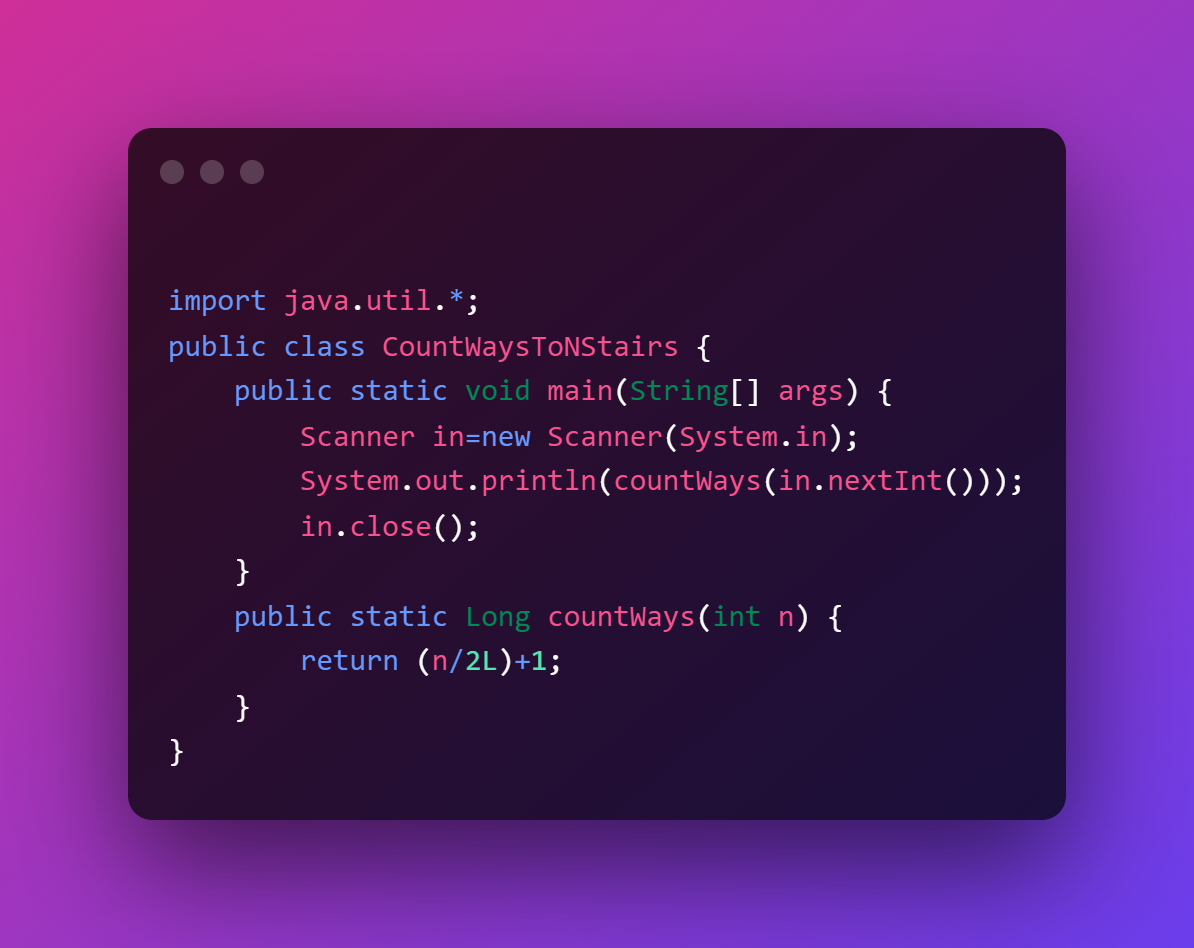 import java.util.*;
public class CountWaysToNStairs {
    public static void main(String[] args) {
        Scanner in=new Scanner(System.in);
        System.out.println(countWays(in.nextInt()));
        in.close();
    }
    public static Long countWays(int n) {
        return (n/2L)+1;
    }
}